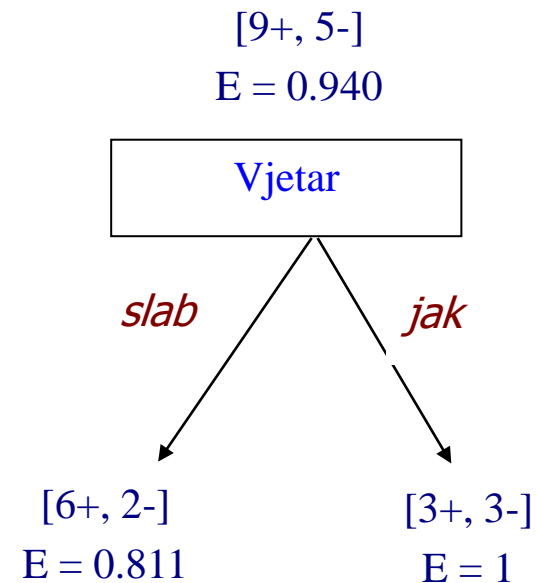 [9+, 5-]
E = 0.940
Vjetar
slab
jak
[6+, 2-]
E = 0.811
[3+, 3-]
E = 1